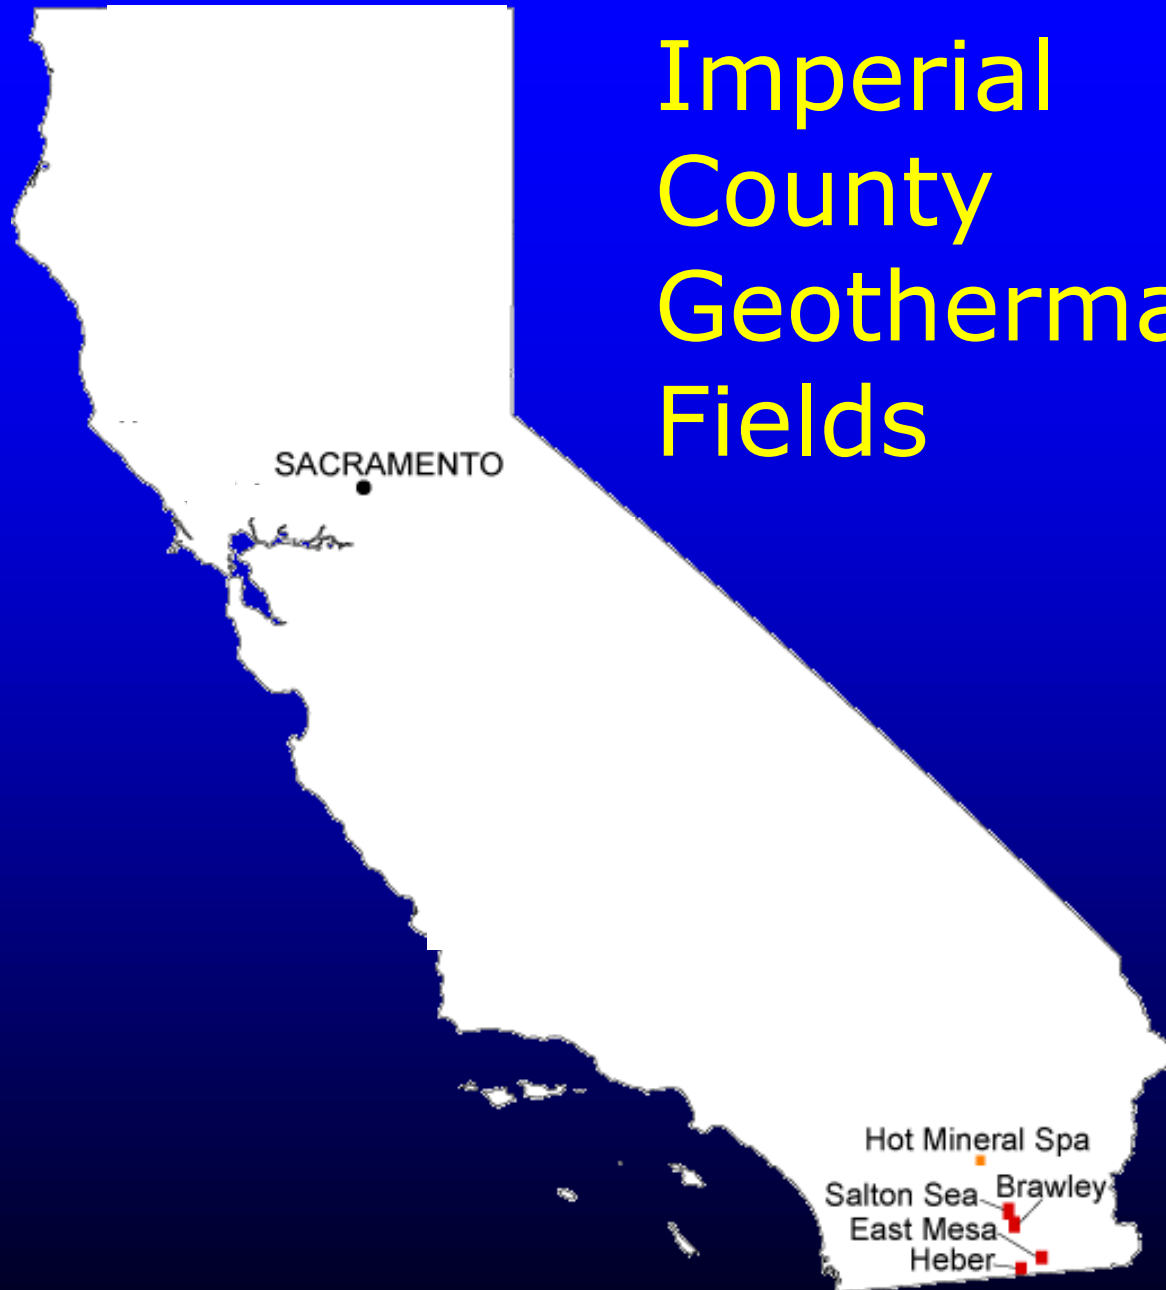 Imperial
County
Geotherma
Fields
SACRAMENTO
Hot Mineral Spa
Salton Sea
Brawley
East Mesa
Heber